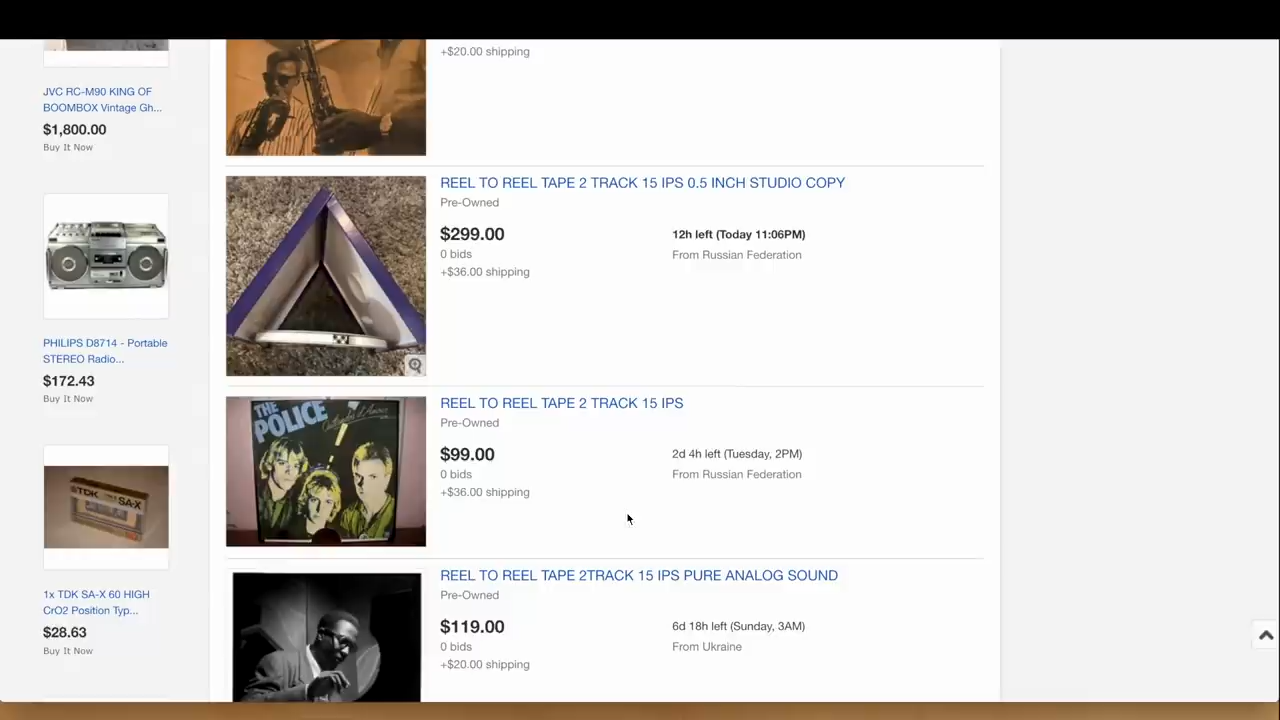 JVC RC-M90 KING OF
BOOMBOX Vintage Gh...
$1,800.00
Buy It Now
PHILIPS D8714 - Portable
STEREO Radio...
$172.43
Buy It Now
TDK
SA-X
1x TDK SA-X 60 HIGH
CrO2 Position Typ...
$28.63
Buy It Now
+$20.00 shipping
REEL TO REEL TAPE 2 TRACK 15 IPS 0.5 INCH STUDIO COPY
Pre-Owned
$299.00
12h left (Today 11:06PM)
0 bids
From Russian Federation
+$36.00 shipping
THE
POLICE
REEL TO REEL TAPE 2 TRACK 15 IPS
Pre-Owned
$99.00
2d 4h left (Tuesday, 2PM)
0 bids
From Russian Federation
+$36.00 shipping
REEL TO REEL TAPE 2TRACK 15 IPS PURE ANALOG SOUND
Pre-Owned
$119.00
6d 18h left (Sunday, 3AM)
0 bids
From Ukraine
+$20.00 shipping